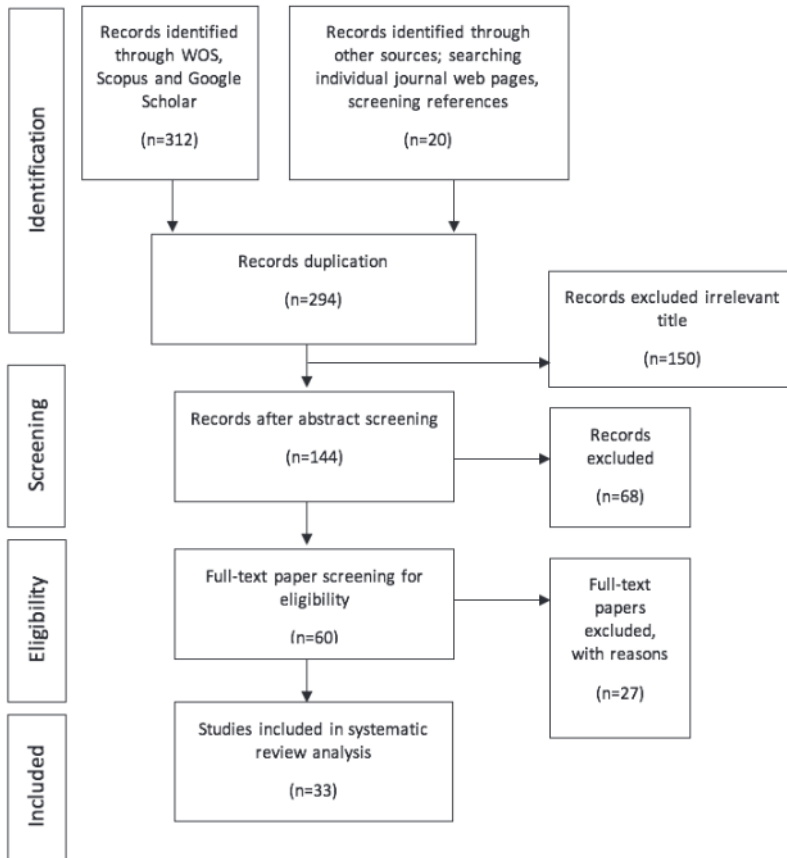 Identification
Records identified
through WOS,
Scopus and Google
Scholar
(n=312)
Records identified through
other sources; searching
individual journal web pages,
screening references
(n=20)
Records duplication
(n=294)
Records excluded irrelevant
title
(n=150)
Screening
Records after abstract screening
(n=144)
Records
excluded
(n=68)
Eligibility
Full-text paper screening for
eligibility
(n=60)
Full-text
papers
excluded,
with reasons
(n=27)
Included
Studies included in systematic
review analysis
(n=33)